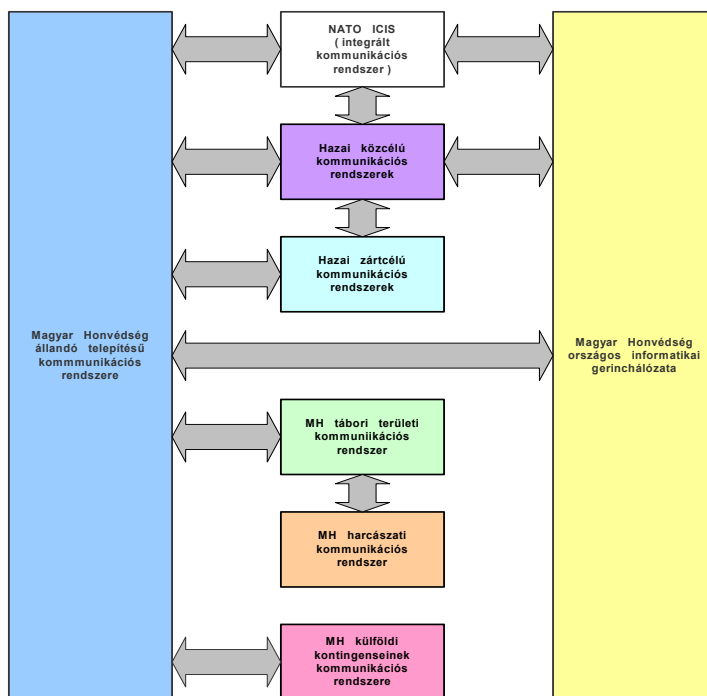 NATO ICIS
( integrált
kommunikációs
rendszer )
Hazai közcélú
kommunikációs
rendszerek
Hazai zártcélú
kommunikációs
rendszerek
Magyar Honvédség
állandó telepítésű
kommmunikációs
rendszere
Magyar Honvédség
országos informatikai
gerinchálózata
MH tábori területi
kommuniikációs
rendszer
MH harcászati
kommunikációs
rendszer
MH külföldi
kontingenseinek
kommunikációs
rendszere